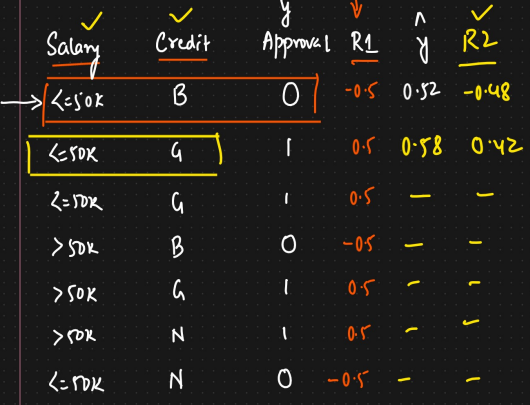 y ^
Salary Credit Approval R1 y R2
<=50K B 0 -0.5 0.52 -0.48
<=50K G 1 0.5 0.58 0.42
<=50K G 1 0.5 — —
>50K B 0 -0.5 — —
>50K G 1 0.5 — —
>50K N 1 0.5 — —
<=50K N 0 -0.5 — —